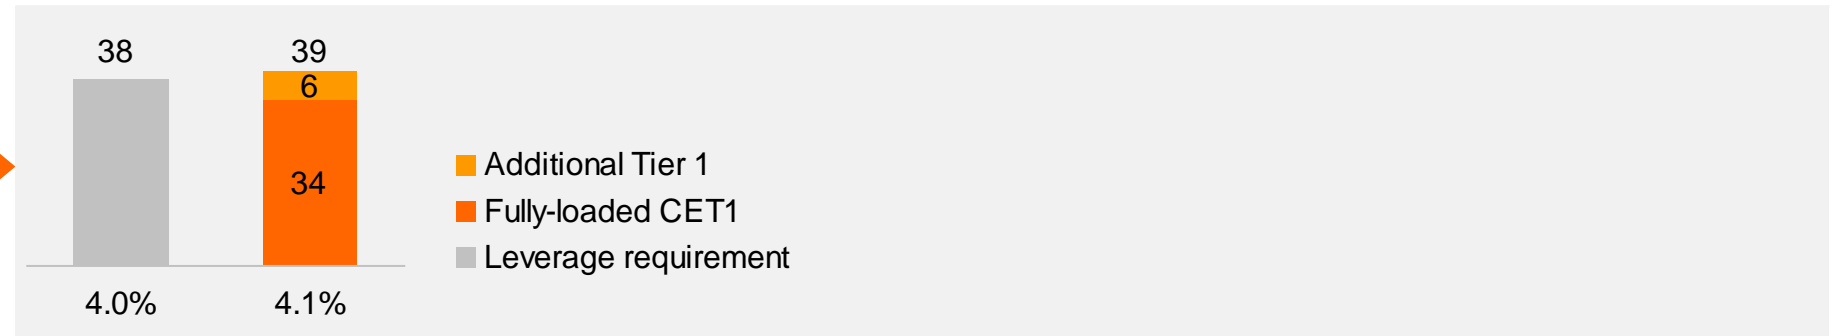 38 39
6
34
Additional Tier 1
Fully-loaded CET1
Leverage requirement
4.0% 4.1%